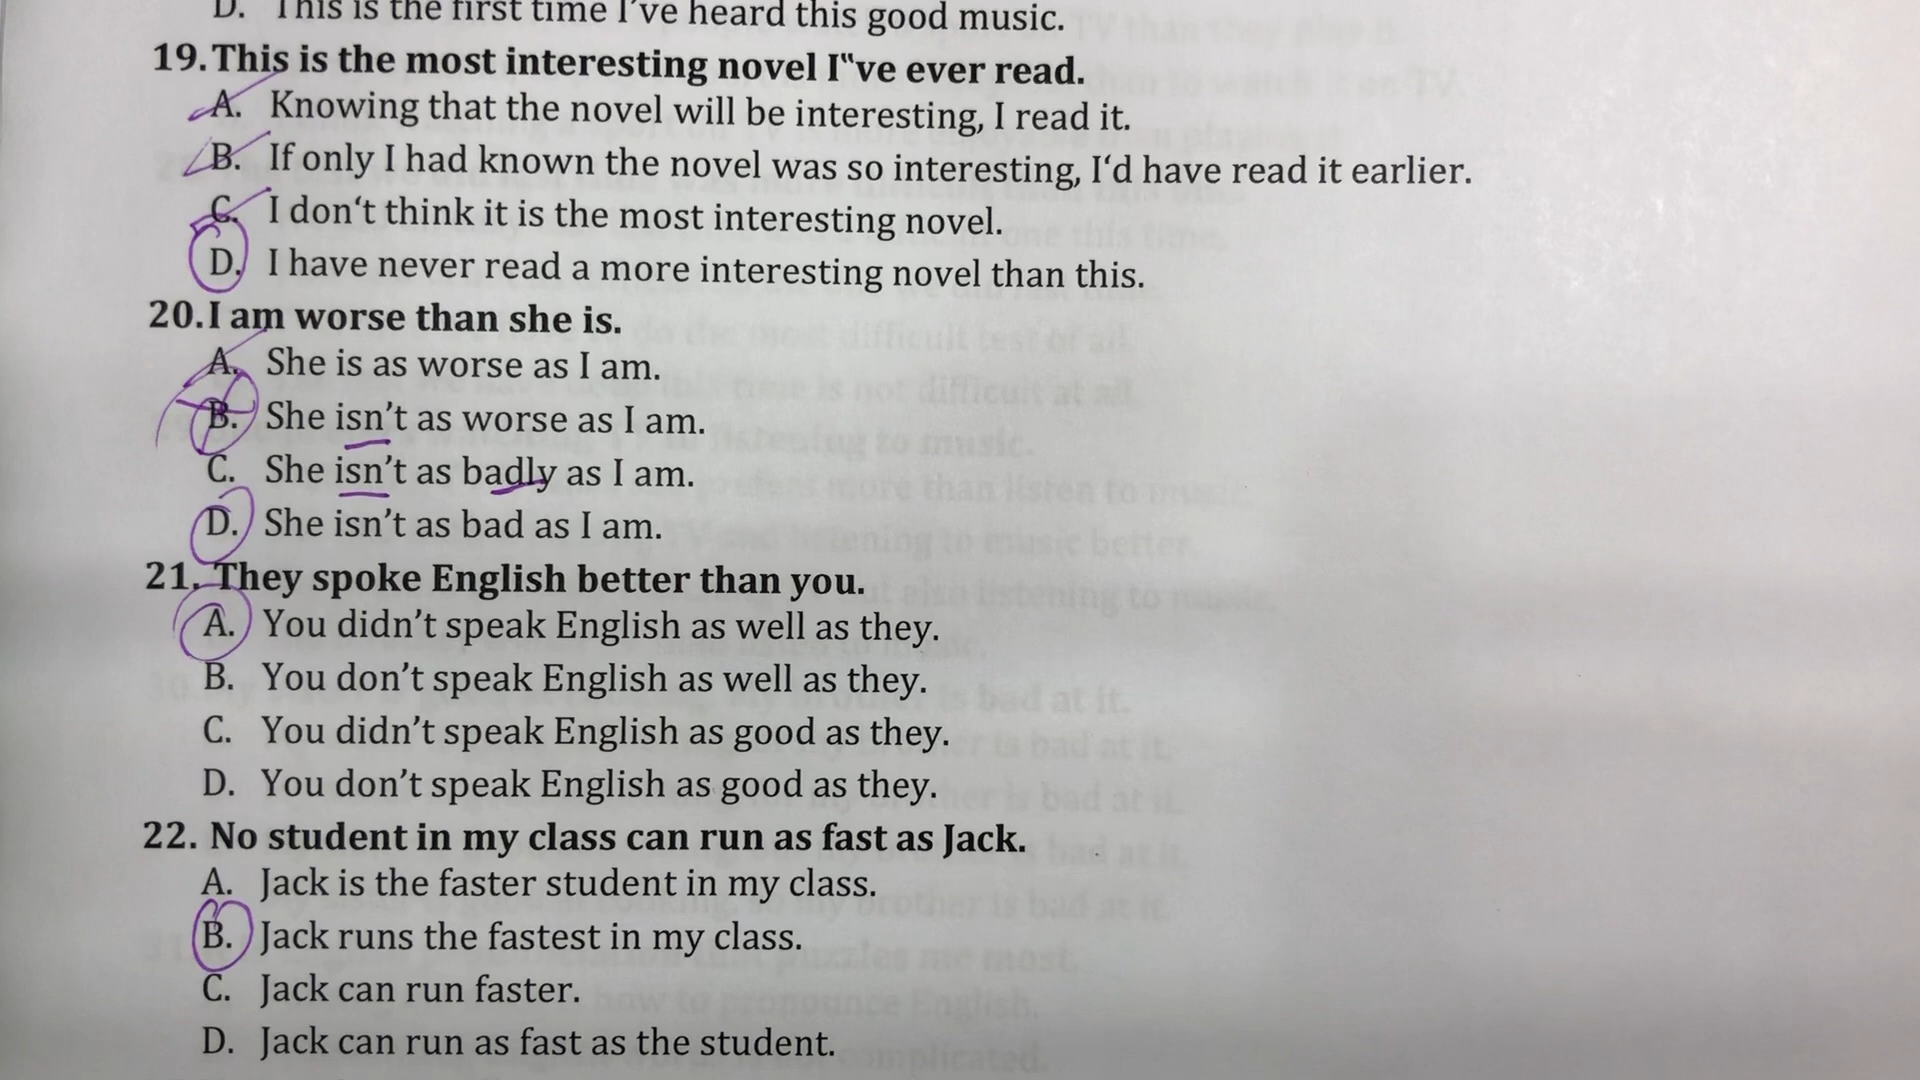 D. This is the first time I've heard this good music.
19. This is the most interesting novel I‟ve ever read.
A. Knowing that the novel will be interesting, I read it.
B. If only I had known the novel was so interesting, I‘d have read it earlier.
C. I don‘t think it is the most interesting novel.
D. I have never read a more interesting novel than this.
20. I am worse than she is.
A. She is as worse as I am.
B. She isn't as worse as I am.
C. She isn't as badly as I am.
D. She isn't as bad as I am.
21. They spoke English better than you.
A. You didn't speak English as well as they.
B. You don't speak English as well as they.
C. You didn't speak English as good as they.
D. You don't speak English as good as they.
22. No student in my class can run as fast as Jack.
A. Jack is the faster student in my class.
B. Jack runs the fastest in my class.
C. Jack can run faster.
D. Jack can run as fast as the student.